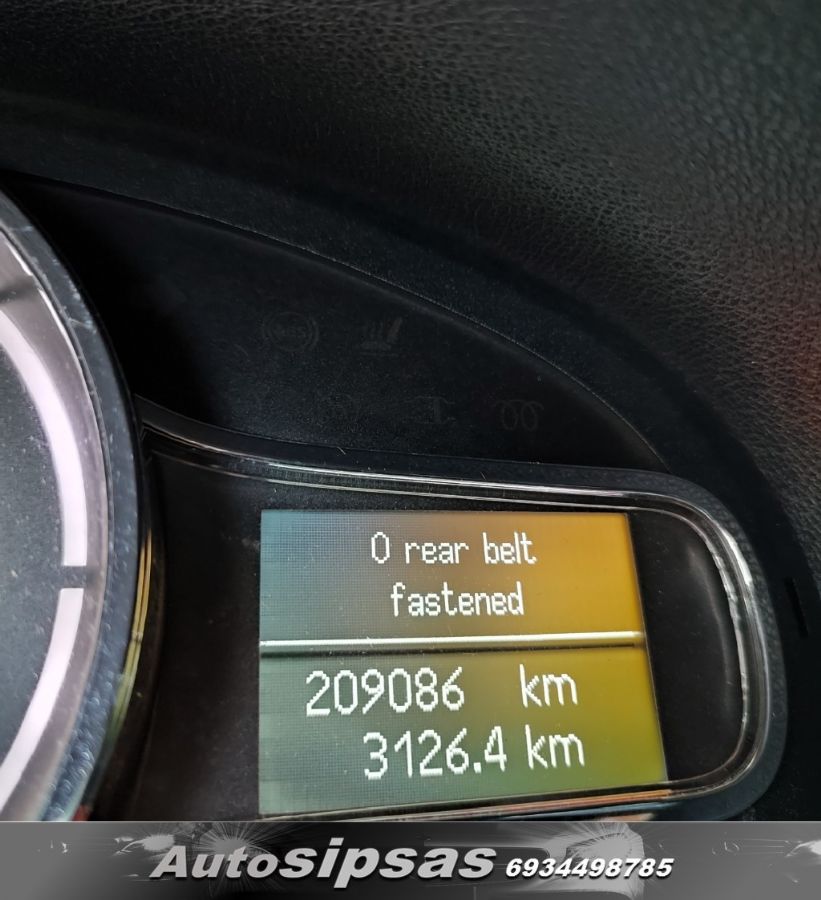 0 rear belt
fastened
209086 km
3126.4 km
Autosipsas 6934498785